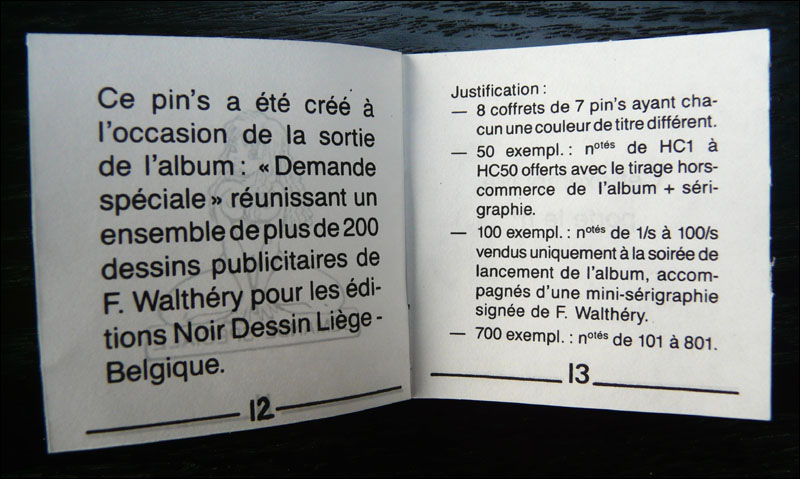 Ce pin's a été créé à
l'occasion de la sortie
de l'album : « Demande
spéciale » réunissant un
ensemble de plus de 200
dessins publicitaires de
F. Walthéry pour les édi-
tions Noir Dessin Liège -
Belgique.
12
Justification :
— 8 coffrets de 7 pin's ayant cha-
cun une couleur de titre différent.
— 50 exempl. : notés de HC1 à
HC50 offerts avec le tirage hors-
commerce de l'album + séri-
graphie.
— 100 exempl. : notés de 1/s à 100/s
vendus uniquement à la soirée de
lancement de l'album, accom-
pagnés d'une mini-sérigraphie
signée de F. Walthéry.
— 700 exempl. : notés de 101 à 801.
13